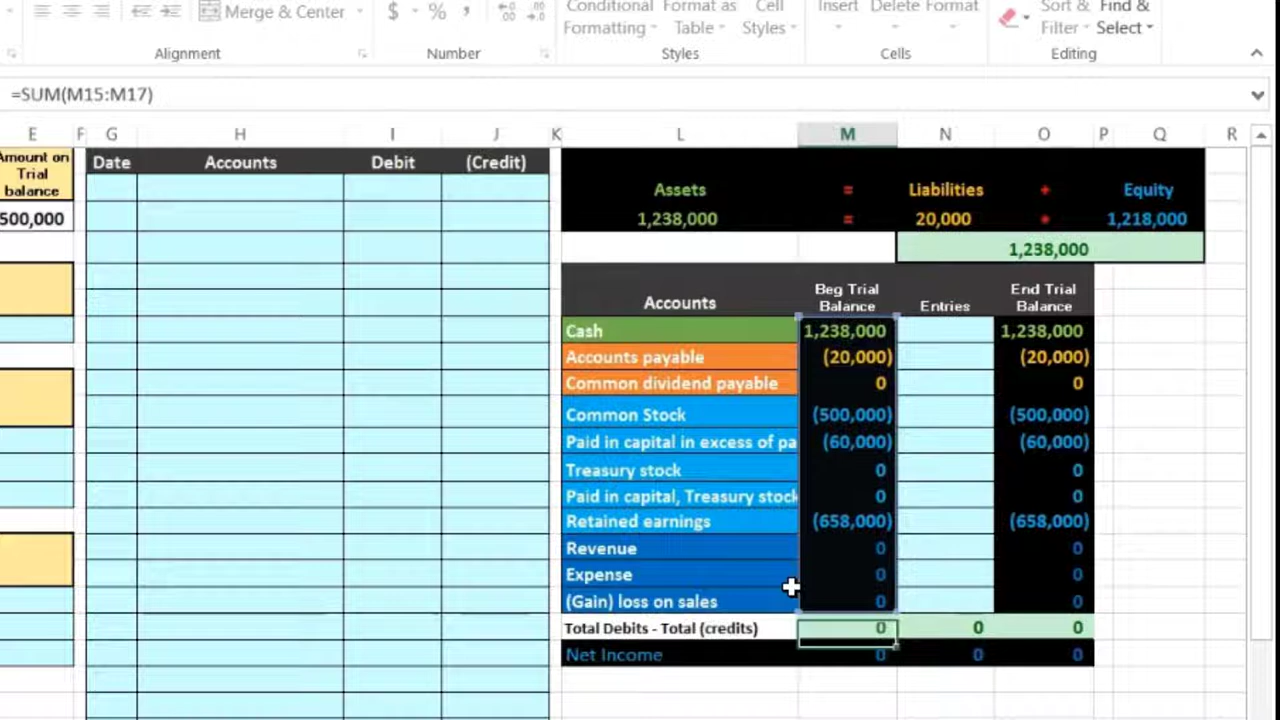 Merge & Center $ % , Conditional Format as Cell Insert Delete Format Sort & Find &
Formatting Table Styles Filter Select
Alignment Number Styles Cells Editing
=SUM(M15:M17)
E F G H I J K L M N O P Q R
Amount on
Trial
balance
Date Accounts Debit (Credit)
Assets = Liabilities + Equity
500,000 1,238,000 = 20,000 1,218,000
1,238,000
Accounts Beg Trial Balance Entries End Trial Balance
Cash 1,238,000 1,238,000
Accounts payable (20,000) (20,000)
Common dividend payable 0 0
Common Stock (500,000) (500,000)
Paid in capital in excess of pa (60,000) (60,000)
Treasury stock 0 0
Paid in capital, Treasury stock 0 0
Retained earnings (658,000) (658,000)
Revenue 0 0
Expense 0 0
(Gain) loss on sales 0 0
Total Debits - Total (credits) 0 0 0
Net Income 0 0 0